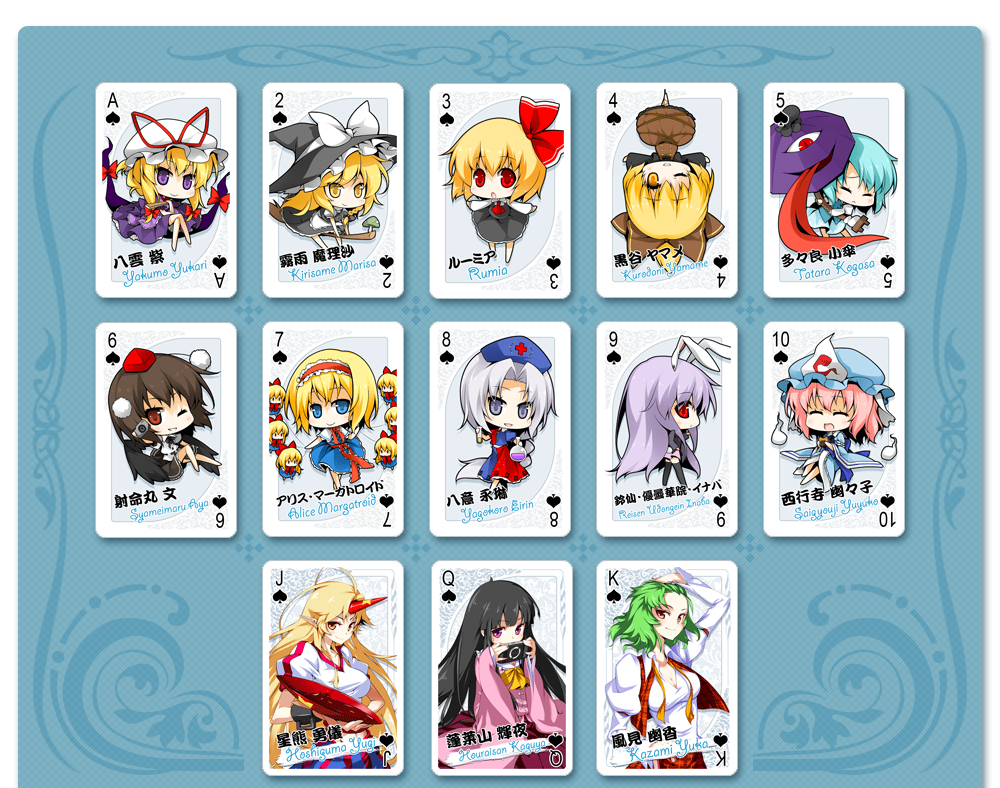 A
八雲 紫
Yakumo Yukari
A
2
霧雨 魔理沙
Kirisame Marisa
2
3
ルーミア
Rumia
3
4
黒谷 ヤマメ
Kurodani Yamame
4
5
多々良 小傘
Tatara Kogasa
5
6
射命丸 文
Syameimaru Aya
6
7
アリス・マーガトロイド
Alice Margatroid
7
8
八意 永琳
Yagokoro Eirin
8
9
鈴仙・優曇華院・イナバ
Reisen Udongein Inaba
9
10
西行寺 幽々子
Saigyouji Yuyuko
10
J
星熊 勇儀
Hoshiguma Yugi
J
Q
蓬莱山 輝夜
Houraisan Kaguya
Q
K
風見 幽香
Kazami Yuka
K